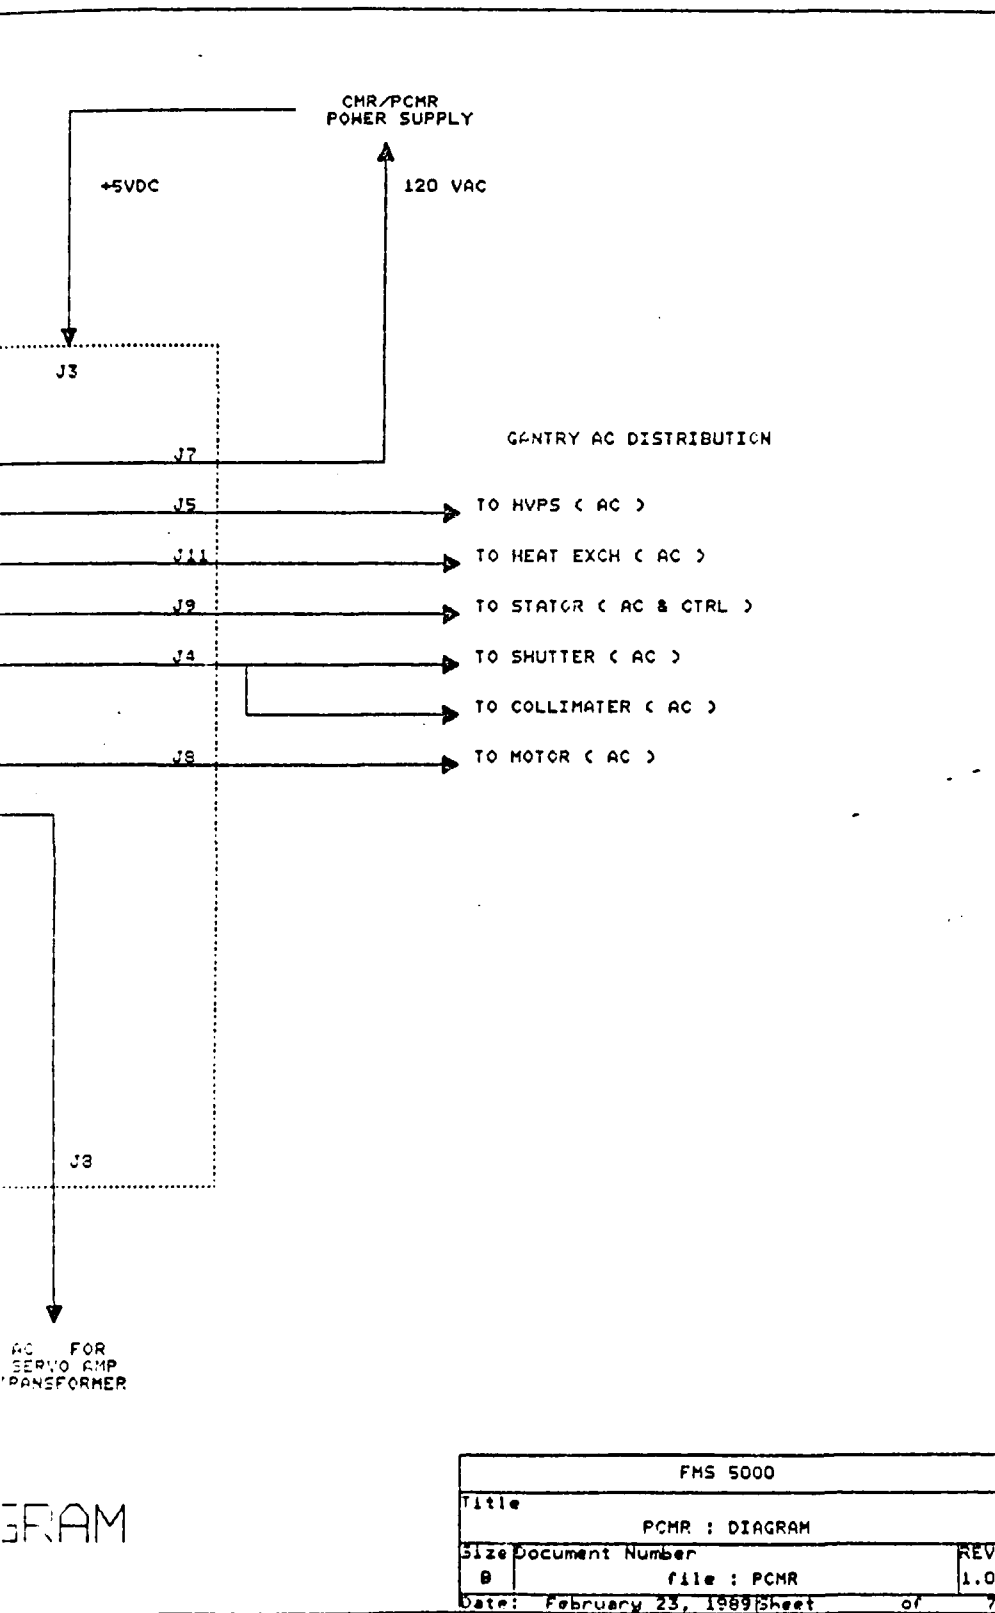 CMR/PCMR
POWER SUPPLY
+5VDC
120 VAC
J3
GANTRY AC DISTRIBUTION
J7
J5
TO HVPS ( AC )
J11
TO HEAT EXCH ( AC )
J9
TO STATOR ( AC & CTRL )
J4
TO SHUTTER ( AC )
TO COLLIMATER ( AC )
J8
TO MOTOR ( AC )
AC FOR
SERVO AMP
TRANSFORMER
GRAM
FMS 5000
Title
PCMR : DIAGRAM
Size Document Number REV
B file : PCMR 1.0
Date: February 23, 1989 Sheet of 7